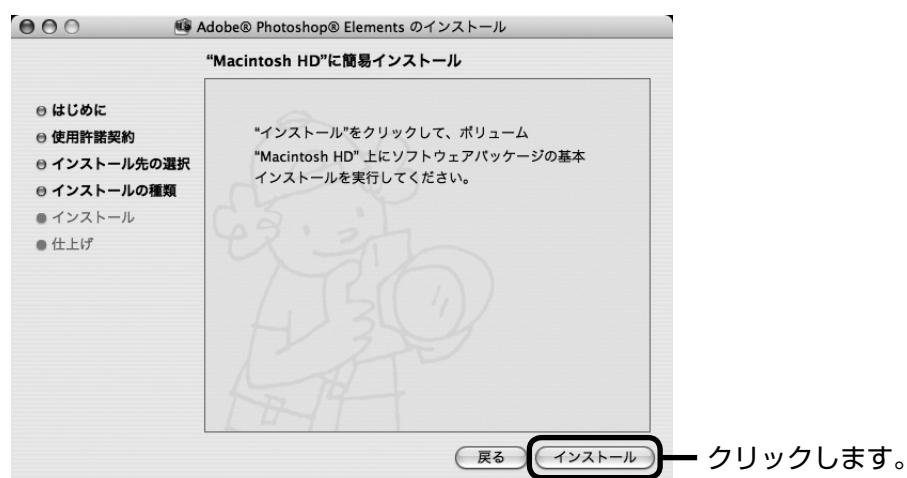 Adobe® Photoshop® Elements のインストール
“Macintosh HD”に簡易インストール
はじめに
使用許諾契約
インストール先の選択
インストールの種類
インストール
仕上げ
“インストール”をクリックして、ボリューム
“Macintosh HD” 上にソフトウェアパッケージの基本
インストールを実行してください。
戻る
インストール
クリックします。